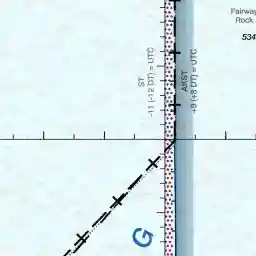 Fairway
Rock
534
ST
-11 (-12 DT) = UTC
AKST
+9 (+8 DT) = UTC
G